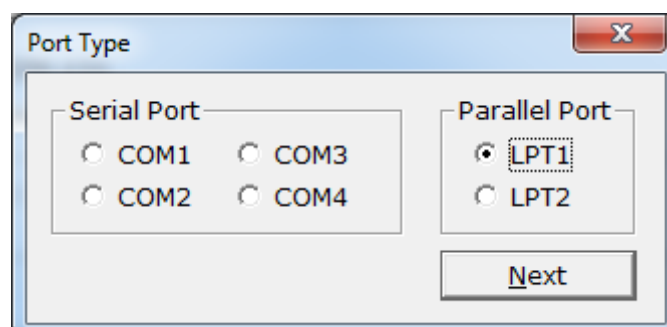 Port Type
Serial Port
COM1 COM3
COM2 COM4
Parallel Port
LPT1
LPT2
Next